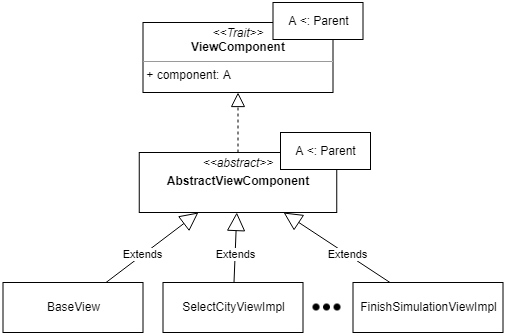 A <: Parent
<<Trait>>
ViewComponent
+ component: A
A <: Parent
<<abstract>>
AbstractViewComponent
Extends
Extends
Extends
BaseView
SelectCityViewImpl
FinishSimulationViewImpl